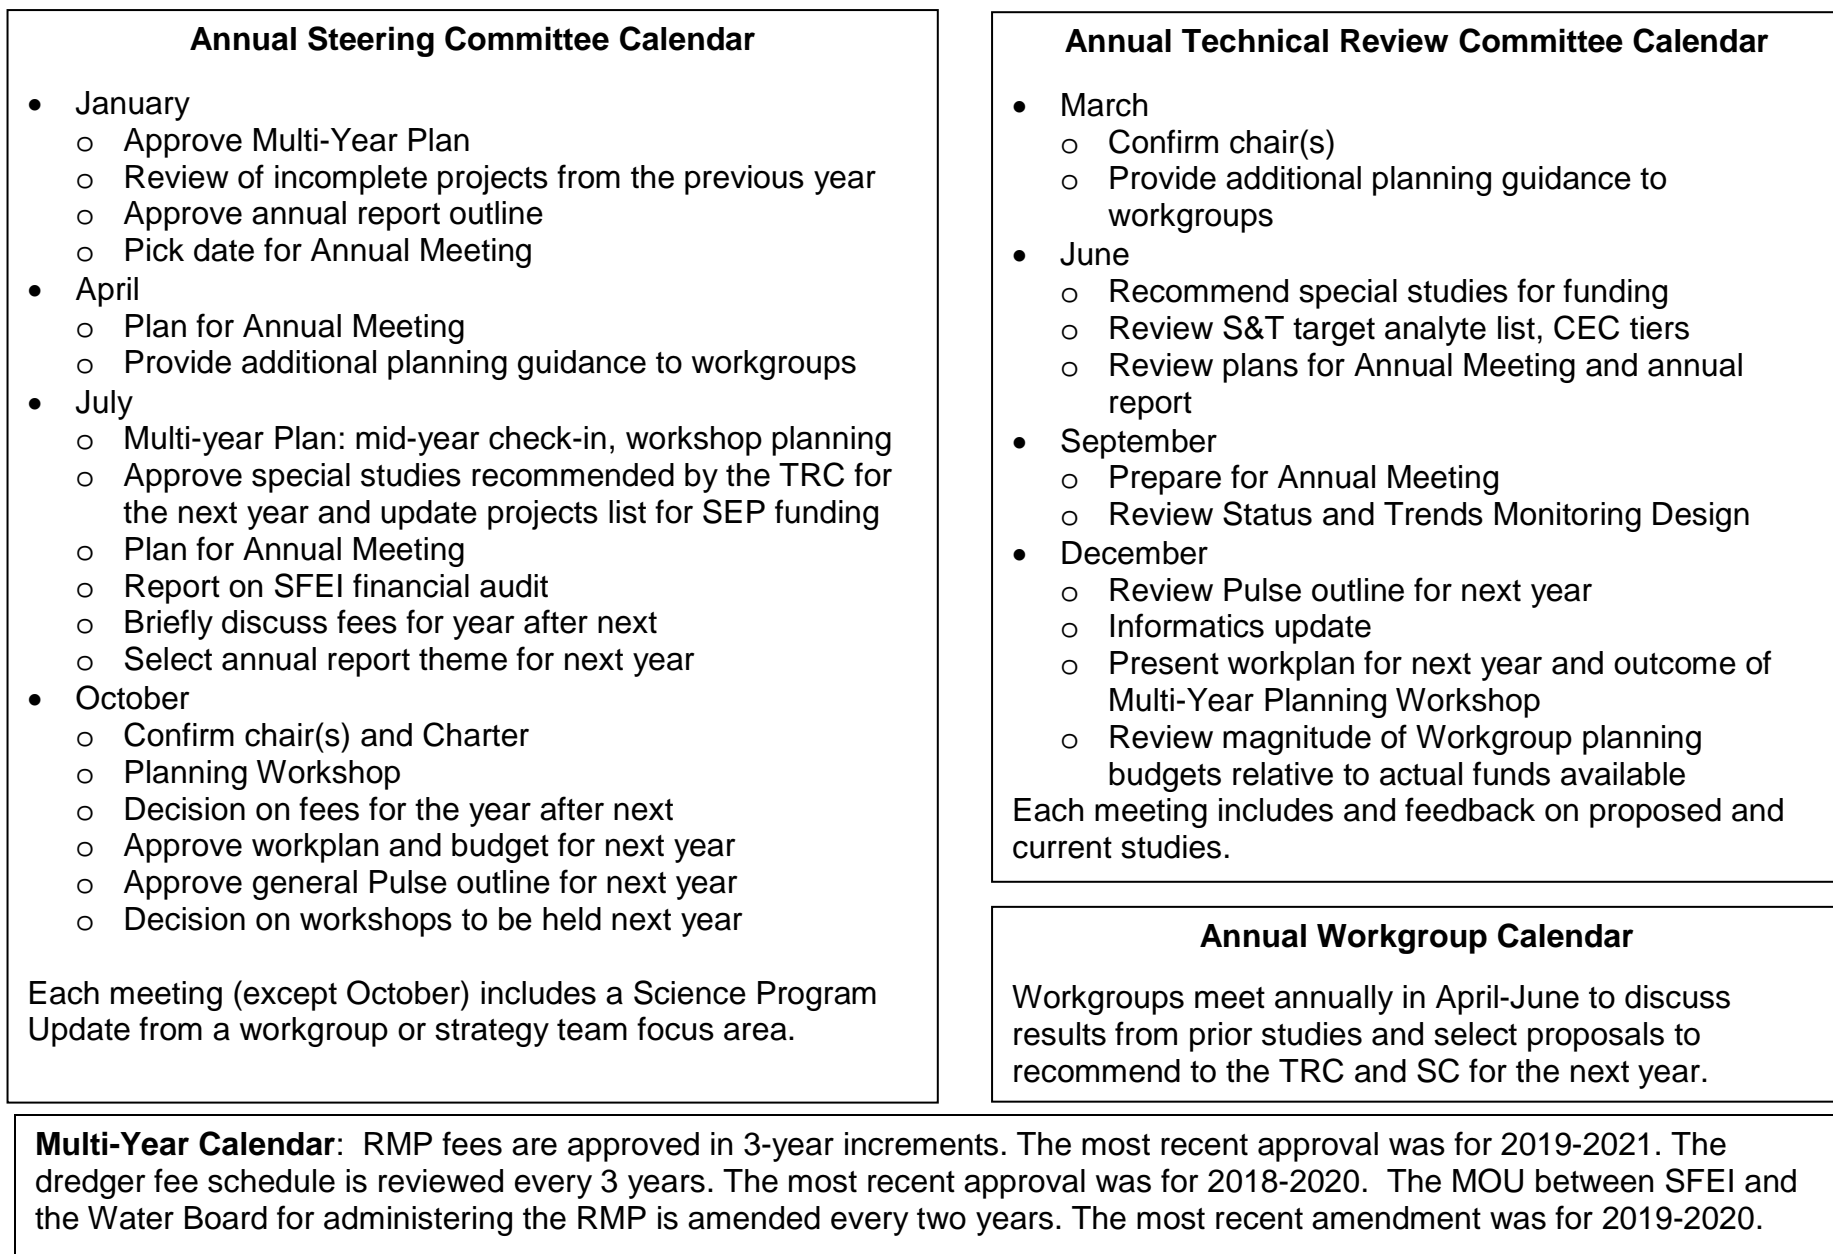 Annual Steering Committee Calendar
• January
o Approve Multi-Year Plan
o Review of incomplete projects from the previous year
o Approve annual report outline
o Pick date for Annual Meeting
• April
o Plan for Annual Meeting
o Provide additional planning guidance to workgroups
• July
o Multi-year Plan: mid-year check-in, workshop planning
o Approve special studies recommended by the TRC for
the next year and update projects list for SEP funding
o Plan for Annual Meeting
o Report on SFEI financial audit
o Briefly discuss fees for year after next
o Select annual report theme for next year
• October
o Confirm chair(s) and Charter
o Planning Workshop
o Decision on fees for the year after next
o Approve workplan and budget for next year
o Approve general Pulse outline for next year
o Decision on workshops to be held next year
Each meeting (except October) includes a Science Program
Update from a workgroup or strategy team focus area.
Annual Technical Review Committee Calendar
• March
o Confirm chair(s)
o Provide additional planning guidance to
workgroups
• June
o Recommend special studies for funding
o Review S&T target analyte list, CEC tiers
o Review plans for Annual Meeting and annual
report
• September
o Prepare for Annual Meeting
o Review Status and Trends Monitoring Design
• December
o Review Pulse outline for next year
o Informatics update
o Present workplan for next year and outcome of
Multi-Year Planning Workshop
o Review magnitude of Workgroup planning
budgets relative to actual funds available
Each meeting includes and feedback on proposed and
current studies.
Annual Workgroup Calendar
Workgroups meet annually in April-June to discuss
results from prior studies and select proposals to
recommend to the TRC and SC for the next year.
Multi-Year Calendar: RMP fees are approved in 3-year increments. The most recent approval was for 2019-2021. The
dredger fee schedule is reviewed every 3 years. The most recent approval was for 2018-2020. The MOU between SFEI and
the Water Board for administering the RMP is amended every two years. The most recent amendment was for 2019-2020.